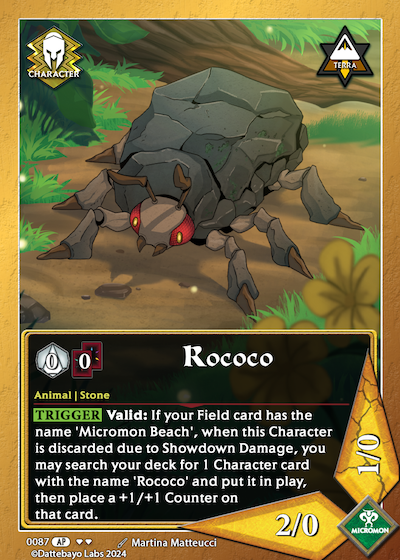 CHARACTER
TERRA
0 0 Rococo
Animal | Stone
TRIGGER Valid: If your Field card has the
name 'Micromon Beach', when this Character
is discarded due to Showdown Damage, you
may search your deck for 1 Character card
with the name 'Rococo' and put it in play,
then place a +1/+1 Counter on
that card.
1/0
2/0
MICROMON
0087 AP ♥♥ Martina Matteucci
©Dattebayo Labs 2024